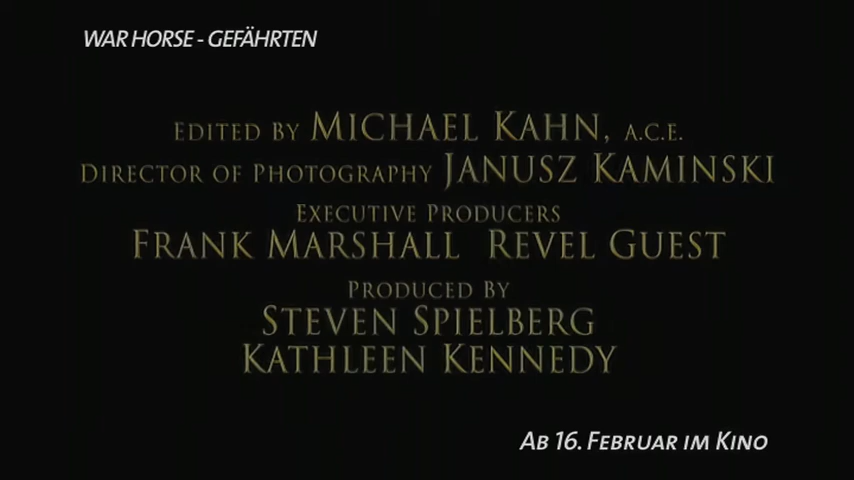 WAR HORSE - GEFÄHRTEN
EDITED BY MICHAEL KAHN, A.C.E.
DIRECTOR OF PHOTOGRAPHY JANUSZ KAMINSKI
EXECUTIVE PRODUCERS
FRANK MARSHALL REVEL GUEST
PRODUCED BY
STEVEN SPIELBERG
KATHLEEN KENNEDY
AB 16. FEBRUAR IM KINO